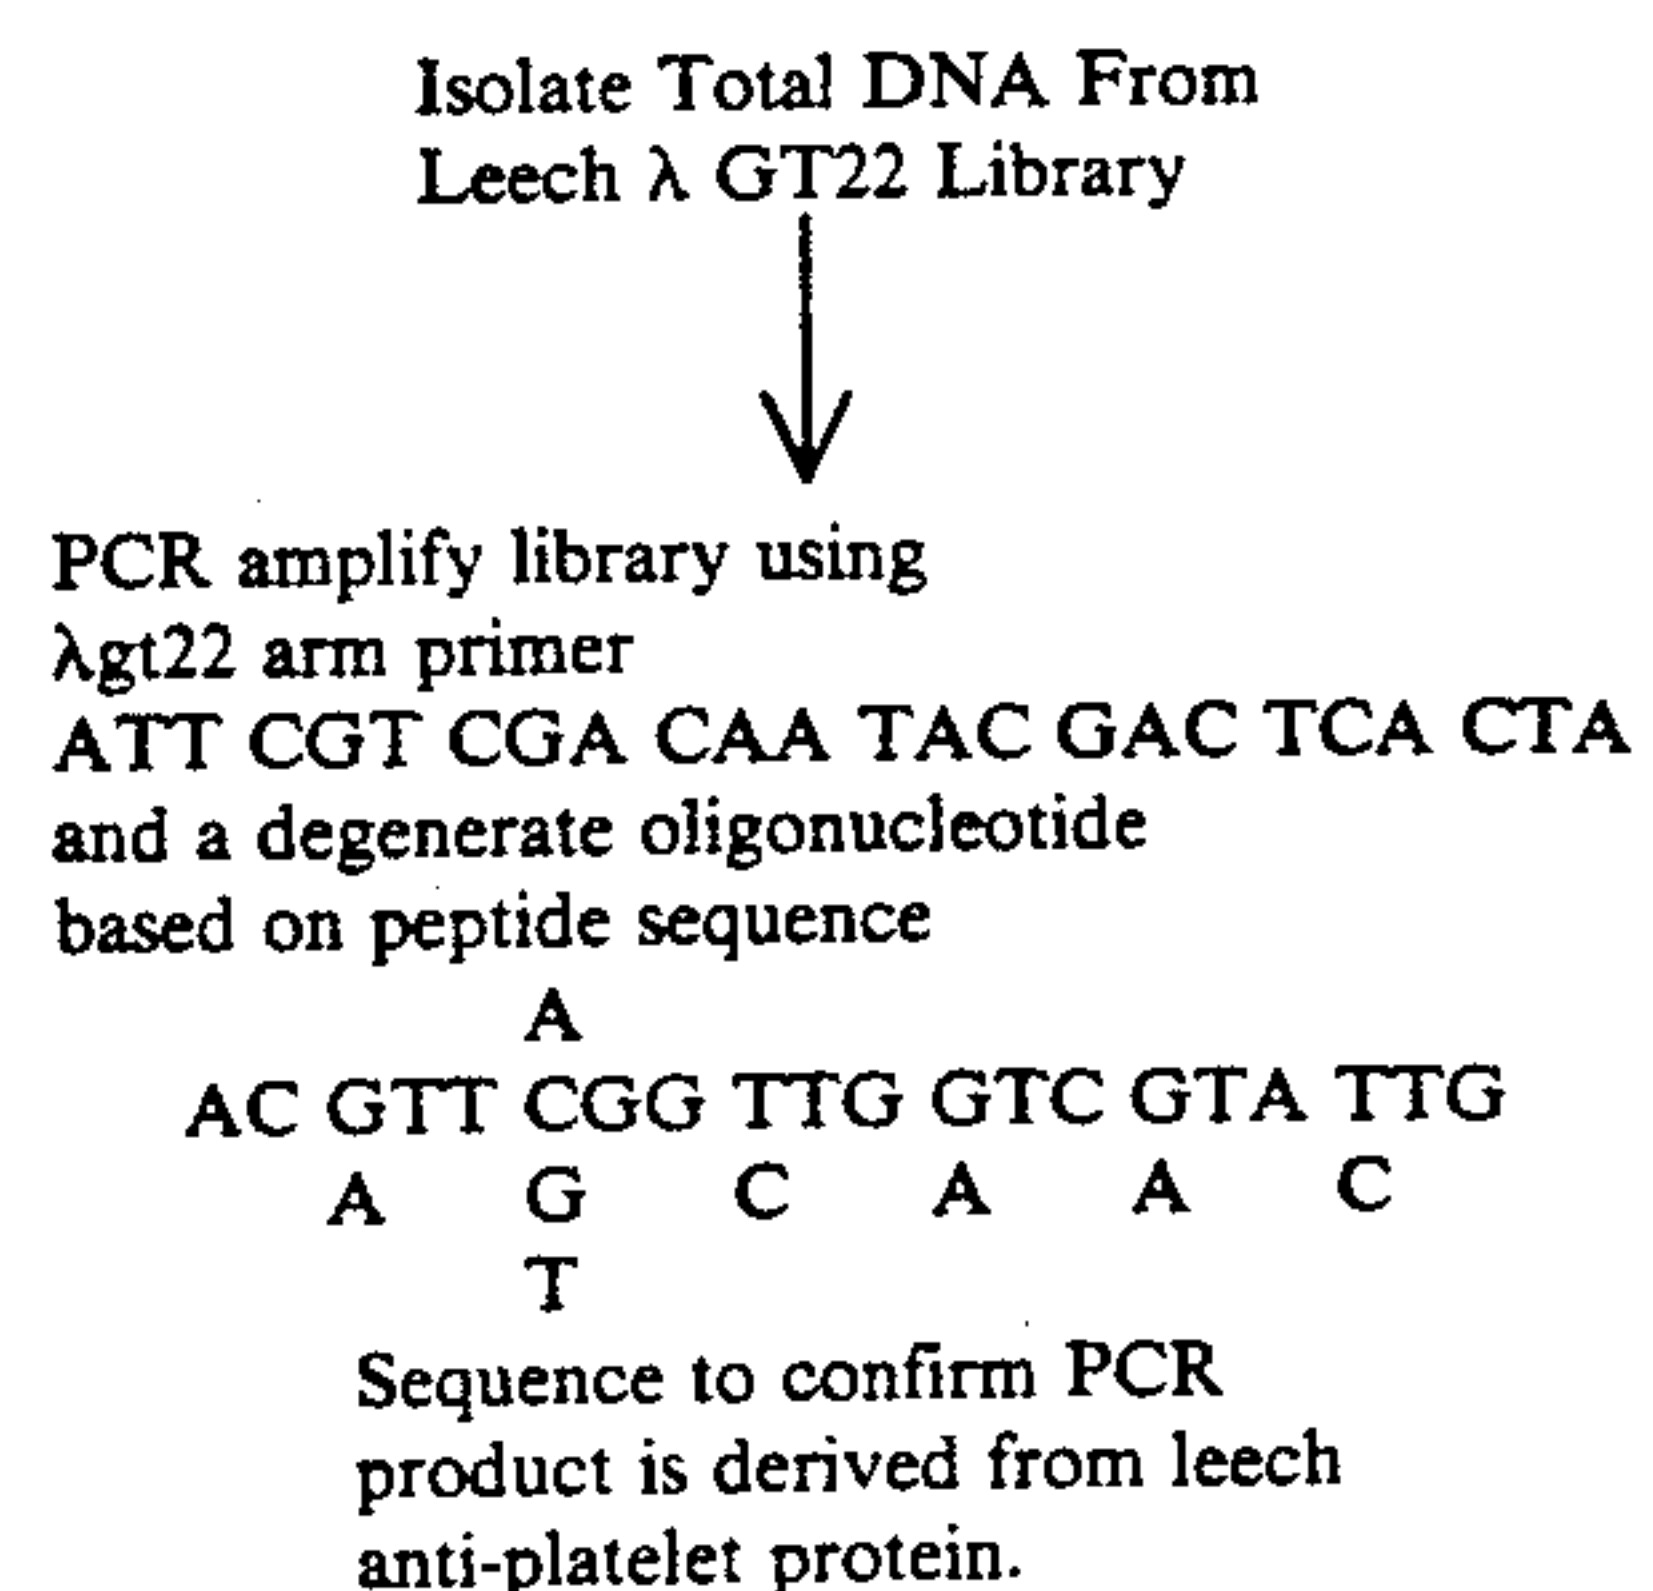 Isolate Total DNA From
Leech λ GT22 Library
PCR amplify library using
λgt22 arm primer
ATT CGT CGA CAA TAC GAC TCA CTA
and a degenerate oligonucleotide
based on peptide sequence
A
AC GTT CGG TTG GTC GTA TTG
A G C A A C
T
Sequence to confirm PCR
product is derived from leech
anti-platelet protein.